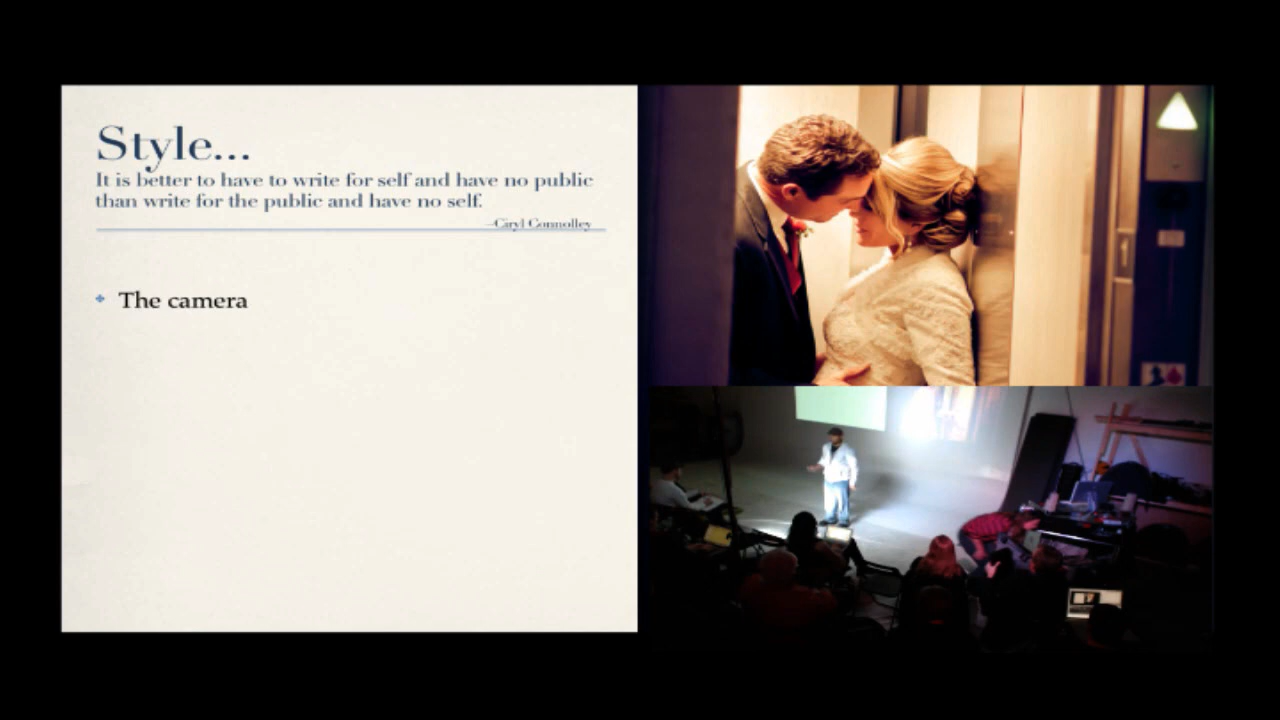 Style...
It is better to have to write for self and have no public
than write for the public and have no self.
–Ciryl Connolley
The camera